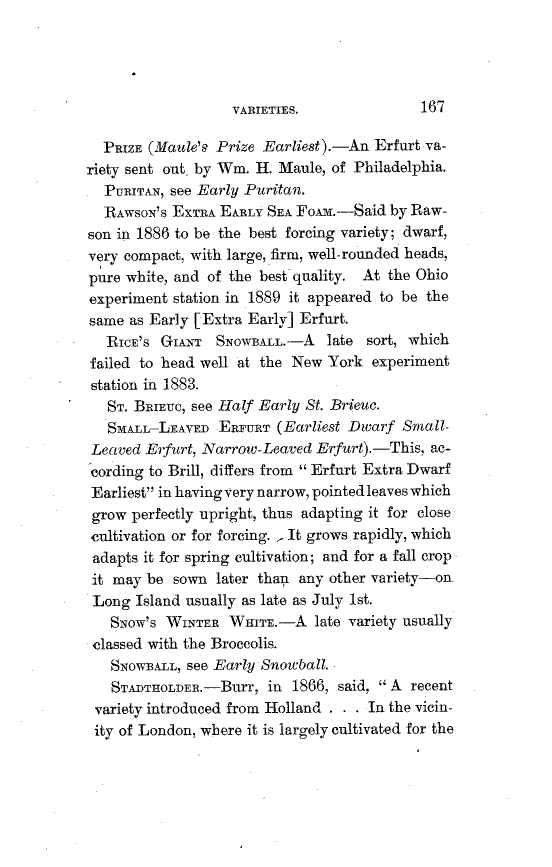 VARIETIES. 167
PRIZE (Maule's Prize Earliest).—An Erfurt va-
riety sent out by Wm. H. Maule, of Philadelphia.
PURITAN, see Early Puritan.
RAWSON'S EXTRA EARLY SEA FOAM.—Said by Raw-
son in 1886 to be the best forcing variety; dwarf,
very compact, with large, firm, well-rounded heads,
pure white, and of the best quality. At the Ohio
experiment station in 1889 it appeared to be the
same as Early [Extra Early] Erfurt.
RICE'S GIANT SNOWBALL.—A late sort, which
failed to head well at the New York experiment
station in 1883.
ST. BRIEUC, see Half Early St. Brieuc.
SMALL-LEAVED ERFURT (Earliest Dwarf Small-
Leaved Erfurt, Narrow-Leaved Erfurt).—This, ac-
cording to Brill, differs from "Erfurt Extra Dwarf
Earliest" in having very narrow, pointed leaves which
grow perfectly upright, thus adapting it for close
cultivation or for forcing. It grows rapidly, which
adapts it for spring cultivation; and for a fall crop
it may be sown later than any other variety—on
Long Island usually as late as July 1st.
SNOW'S WINTER WHITE.—A late variety usually
classed with the Broccolis.
SNOWBALL, see Early Snowball.
STADTHOLDER.—Burr, in 1866, said, "A recent
variety introduced from Holland . . . In the vicin-
ity of London, where it is largely cultivated for the